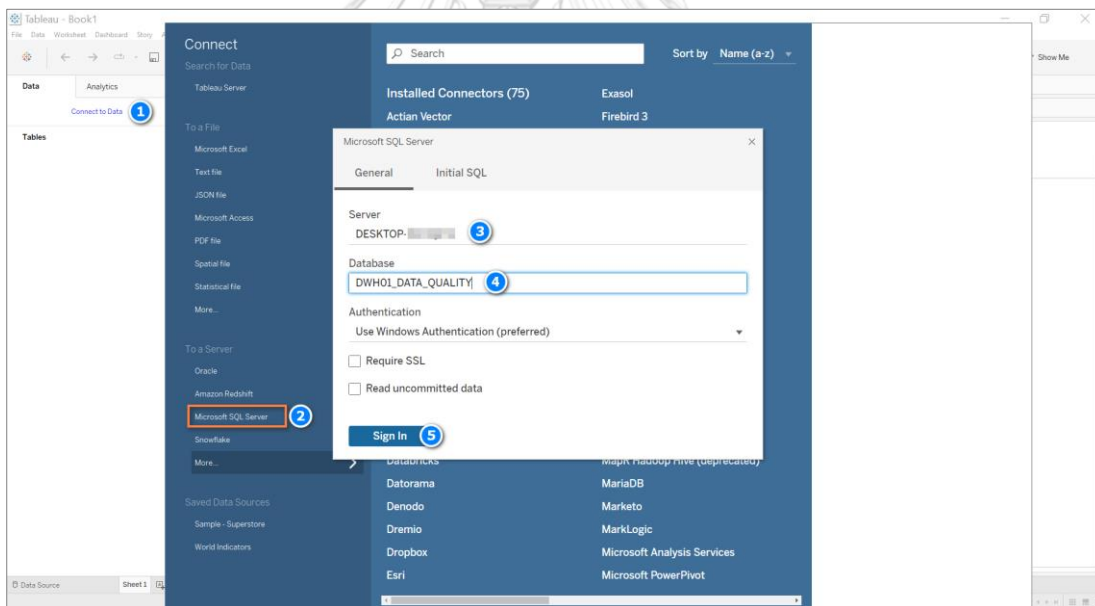 Tableau - Book1
File Data Worksheet Dashboard Story
Show Me
Data Analytics
Connect to Data 1
Tables
Connect
Search for Data
Tableau Server
To a File
Microsoft Excel
Text file
JSON file
Microsoft Access
PDF file
Spatial file
Statistical file
More...
To a Server
Oracle
Amazon Redshift
Microsoft SQL Server 2
Snowflake
More...
Saved Data Sources
Sample - Superstore
World Indicators
Search Sort by Name (a-z)
Installed Connectors (75) Exasol
Actian Vector Firebird 3
Microsoft SQL Server
General Initial SQL
Server
DESKTOP- 3
Database
DWH01_DATA_QUALITY 4
Authentication
Use Windows Authentication (preferred)
Require SSL
Read uncommitted data
Sign In 5
Databricks MapR Hadoop Hive (deprecated)
Datorama MariaDB
Denodo Marketo
Dremio MarkLogic
Dropbox Microsoft Analysis Services
Esri Microsoft PowerPivot
Data Source Sheet 1